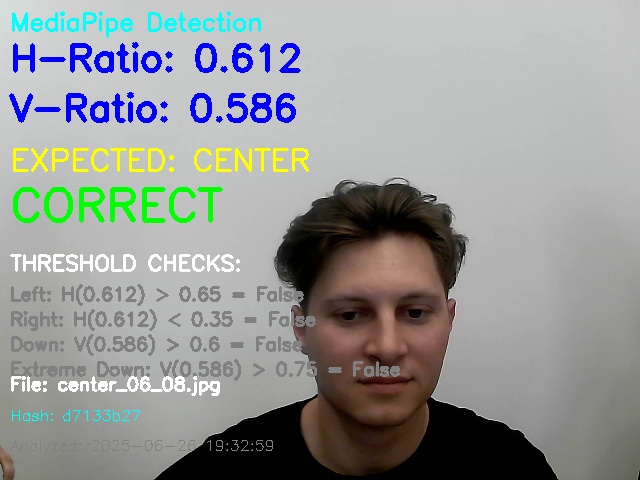 MediaPipe Detection
H-Ratio: 0.612
V-Ratio: 0.586
EXPECTED: CENTER
CORRECT
THRESHOLD CHECKS:
Left: H(0.612) > 0.65 = False
Right: H(0.612) < 0.35 = False
Down: V(0.586) > 0.6 = False
Extreme Down: V(0.586) > 0.75 = False
File: center_06_08.jpg
Hash: d7133b27
Analyzed: 2025-06-26 19:32:59